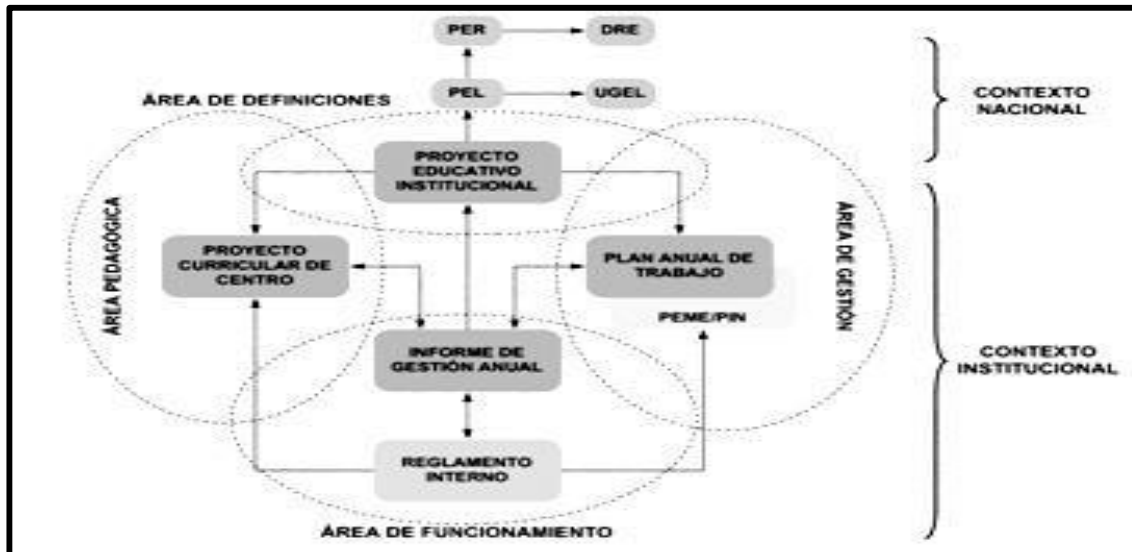 PER
DRE
PEL
UGEL
CONTEXTO
NACIONAL
ÁREA DE DEFINICIONES
PROYECTO
EDUCATIVO
INSTITUCIONAL
ÁREA PEDAGÓGICA
ÁREA DE GESTIÓN
PROYECTO
CURRICULAR DE
CENTRO
PLAN ANUAL DE
TRABAJO
PEME/PIN
INFORME DE
GESTIÓN ANUAL
CONTEXTO
INSTITUCIONAL
REGLAMENTO
INTERNO
ÁREA DE FUNCIONAMIENTO